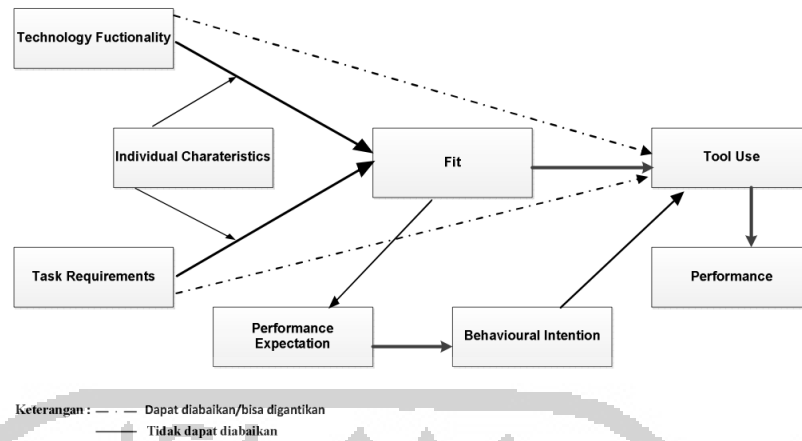 Technology Fuctionality
Individual Charateristics
Fit
Tool Use
Task Requirements
Performance
Performance
Expectation
Behavioural Intention
Keterangan : Dapat diabaikan/bisa digantikan
Tidak dapat diabaikan